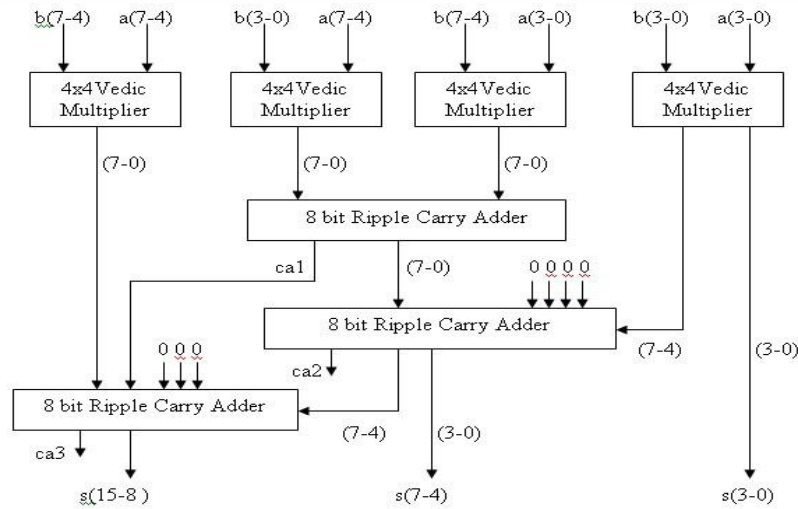 b(7-4) a(7-4) b(3-0) a(7-4) b(7-4) a(3-0) b(3-0) a(3-0)
4x4Vedic Multiplier
4x4Vedic Multiplier
4x4Vedic Multiplier
4x4Vedic Multiplier
(7-0) (7-0) (7-0)
8 bit Ripple Carry Adder
ca1 (7-0) 0 0 0 0
8 bit Ripple Carry Adder
(7-4) (3-0)
0 0 0 ca2
8 bit Ripple Carry Adder
(7-4) (3-0)
ca3
s(15-8 ) s(7-4) s(3-0)